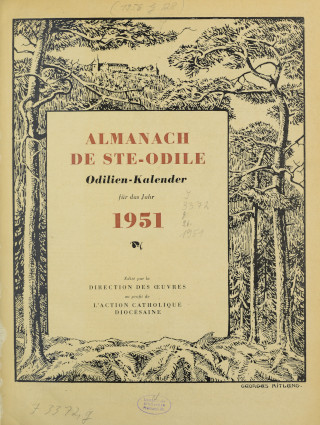 ALMANACH
DE STE-ODILE
Odilien-Kalender
für das Jahr
1951
Édité par la
DIRECTION DES ŒUVRES
au profit de
L'ACTION CATHOLIQUE
DIOCÉSAINE
GEORGES RITLENG.